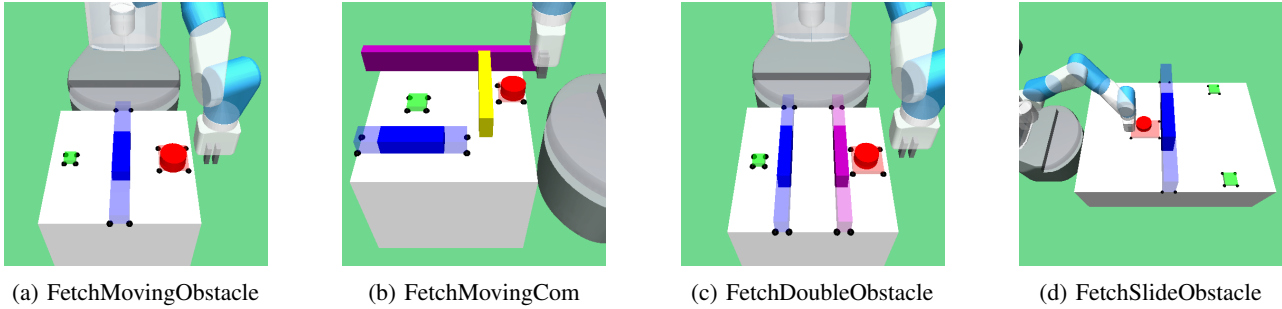 (a) FetchMovingObstacle
(b) FetchMovingCom
(c) FetchDoubleObstacle
(d) FetchSlideObstacle